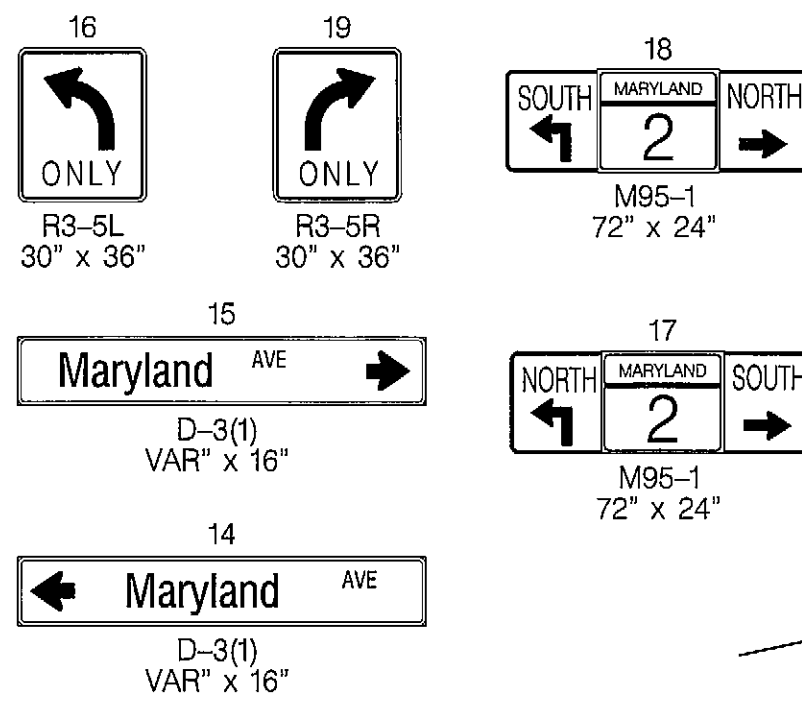 16
ONLY
R3–5L
30” x 36”
19
ONLY
R3–5R
30” x 36”
18
SOUTH
MARYLAND
2
NORTH
M95–1
72” x 24”
15
Maryland AVE
D–3(1)
VAR” x 16”
17
NORTH
MARYLAND
2
SOUTH
M95–1
72” x 24”
14
Maryland AVE
D–3(1)
VAR” x 16”